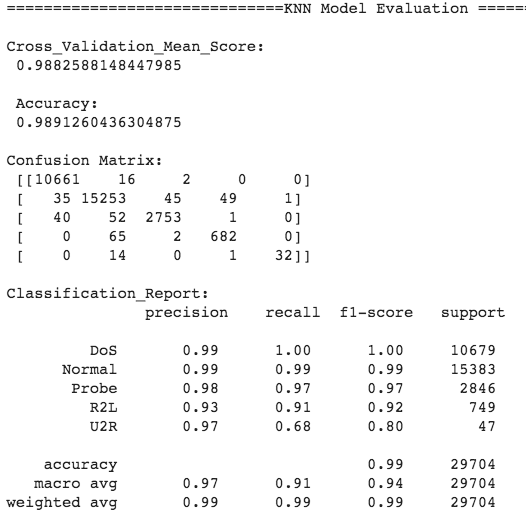 ==============================KNN Model Evaluation =====
Cross_Validation_Mean_Score:
0.9882588148447985
Accuracy:
0.9891260436304875
Confusion Matrix:
[[10661 16 2 0 0]
[ 35 15253 45 49 1]
[ 40 52 2753 1 0]
[ 0 65 2 682 0]
[ 0 14 0 1 32]]
Classification_Report:
precision recall f1-score support
DoS 0.99 1.00 1.00 10679
Normal 0.99 0.99 0.99 15383
Probe 0.98 0.97 0.97 2846
R2L 0.93 0.91 0.92 749
U2R 0.97 0.68 0.80 47
accuracy 0.99 29704
macro avg 0.97 0.91 0.94 29704
weighted avg 0.99 0.99 0.99 29704